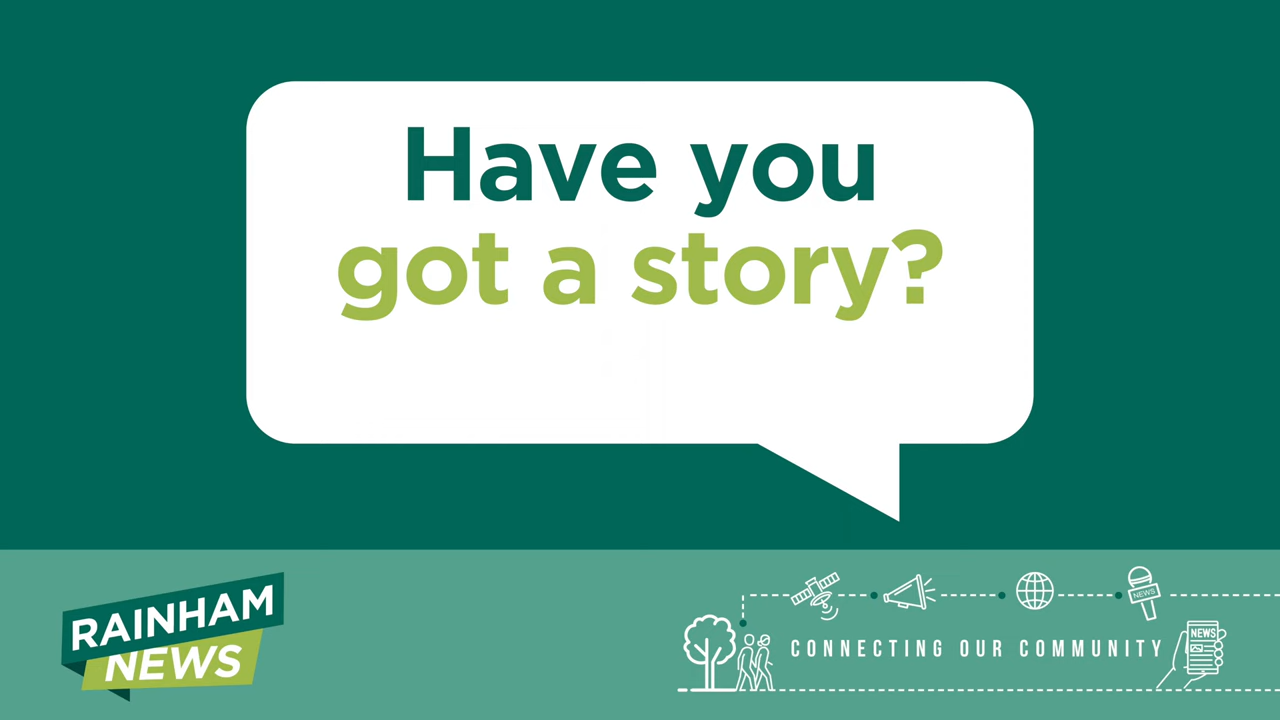 Have you
got a story?
RAINHAM
NEWS
NEWS
CONNECTING OUR COMMUNITY
NEWS